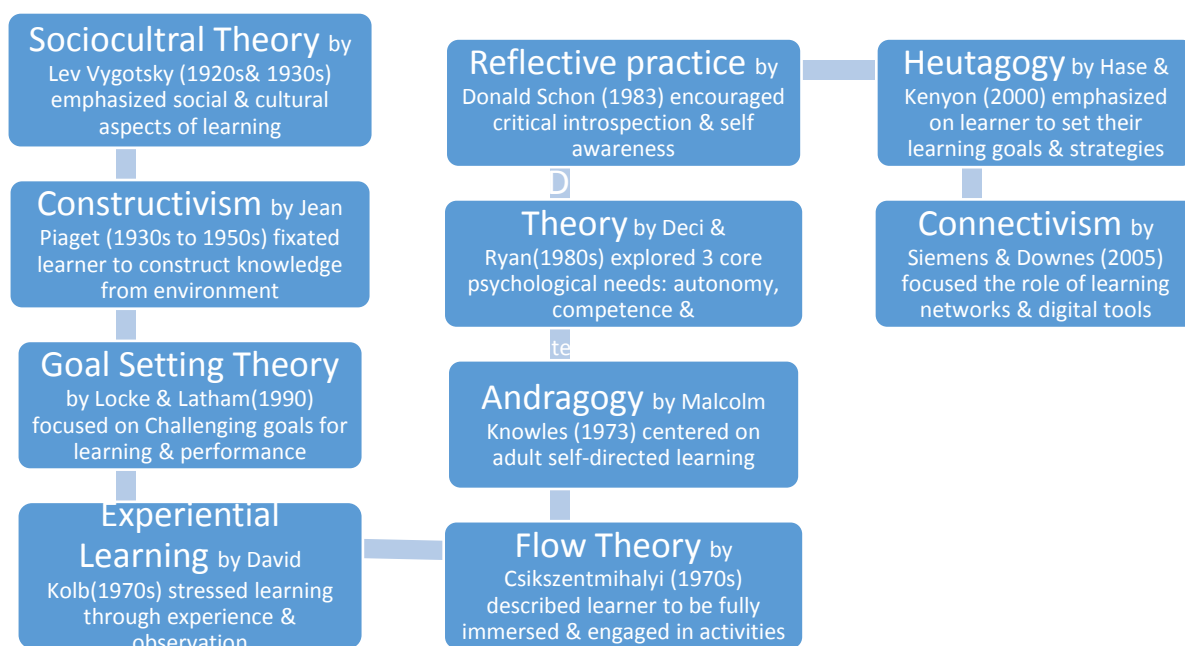 Sociocultral Theory by
Lev Vygotsky (1920s& 1930s)
emphasized social & cultural
aspects of learning
Constructivism by Jean
Piaget (1930s to 1950s) fixated
learner to construct knowledge
from environment
Goal Setting Theory
by Locke & Latham(1990)
focused on Challenging goals for
learning & performance
Experiential
Learning by David
Kolb(1970s) stressed learning
through experience &
observation
Flow Theory by
Csikszentmihalyi (1970s)
described learner to be fully
immersed & engaged in activities
Andragogy by Malcolm
Knowles (1973) centered on
adult self-directed learning
D
Theory by Deci &
Ryan(1980s) explored 3 core
psychological needs: autonomy,
competence &
te
Reflective practice by
Donald Schon (1983) encouraged
critical introspection & self
awareness
Heutagogy by Hase &
Kenyon (2000) emphasized
on learner to set their
learning goals & strategies
Connectivism by
Siemens & Downes (2005)
focused the role of learning
networks & digital tools